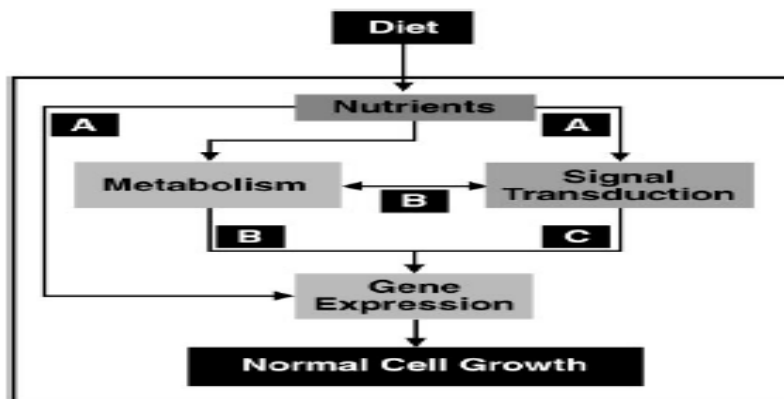 Diet
Nutrients
A
A
Metabolism
Signal
Transduction
B
B
C
Gene
Expression
Normal Cell Growth